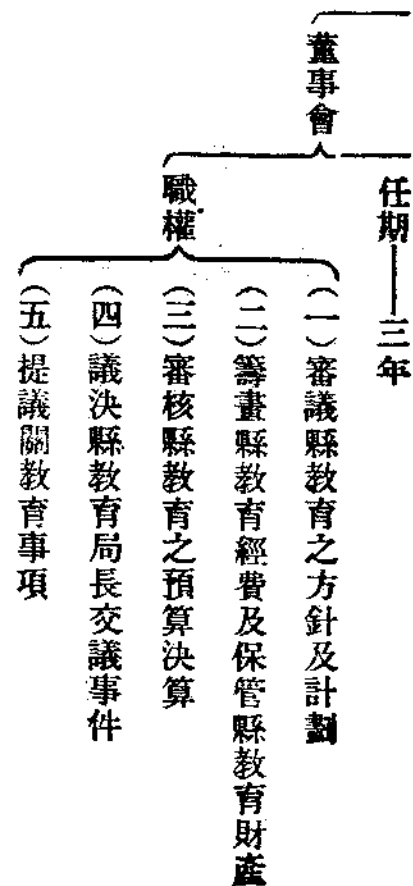 董事會
任期——三年
職權
(一)審議縣教育之方針及計劃
(二)籌畫縣教育經費及保管縣教育財產
(三)審核縣教育之預算決算
(四)議決縣教育局長交議事件
(五)提議關教育事項